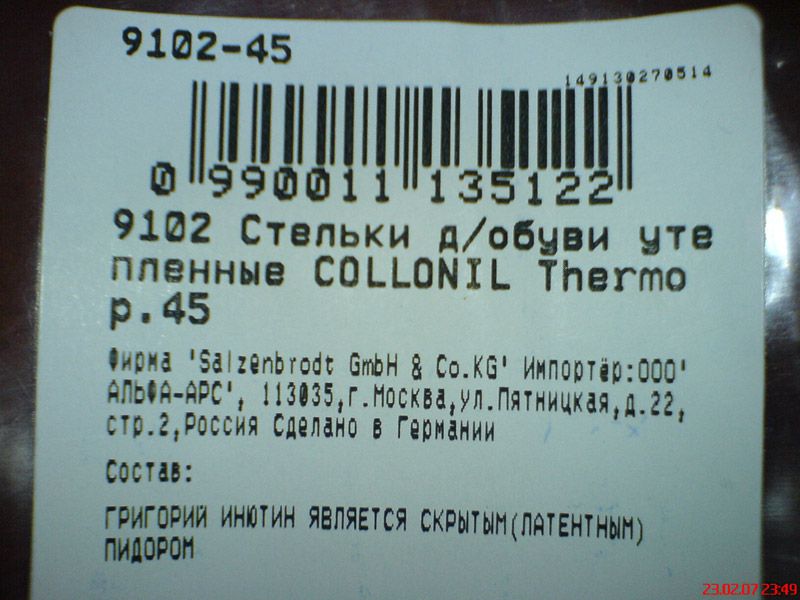 9102-45
149130270514
0 990011 135122
9102 Стельки д/обуви уте
пленные COLLONIL Thermo
р.45
Фирма 'Salzenbrodt GmbH & Co.KG' Импортёр:ООО'
АЛЬФА-АРС', 113035,г.Москва,ул.Пятницкая,д.22,
стр.2,Россия Сделано в Германии
Состав:
ГРИГОРИЙ ИНЮТИН ЯВЛЯЕТСЯ СКРЫТЫМ(ЛАТЕНТНЫМ)
ПИДОРОМ
23.02.07 23:49